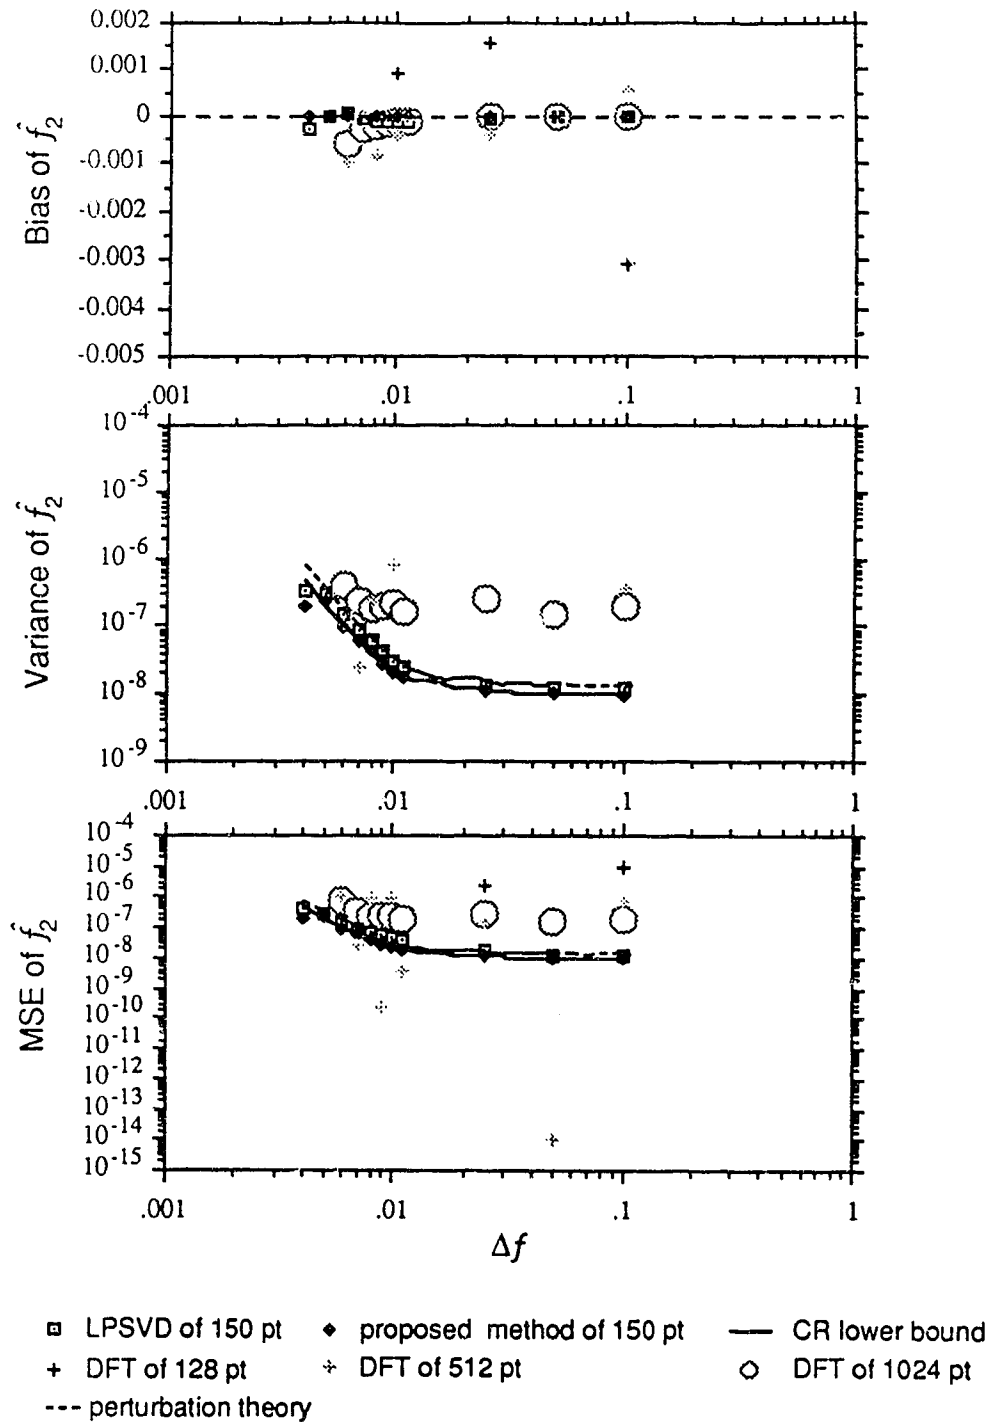 0.002
0.001
0
-0.001
-0.002
-0.003
-0.004
-0.005
Bias of f̂2
.001 .01 .1 1
10-4
10-5
10-6
10-7
10-8
10-9
Variance of f̂2
.001 .01 .1 1
10-4
10-5
10-6
10-7
10-8
10-9
10-10
10-11
10-12
10-13
10-14
10-15
MSE of f̂2
.001 .01 .1 1
Δf
LPSVD of 150 pt proposed method of 150 pt CR lower bound
DFT of 128 pt DFT of 512 pt DFT of 1024 pt
perturbation theory